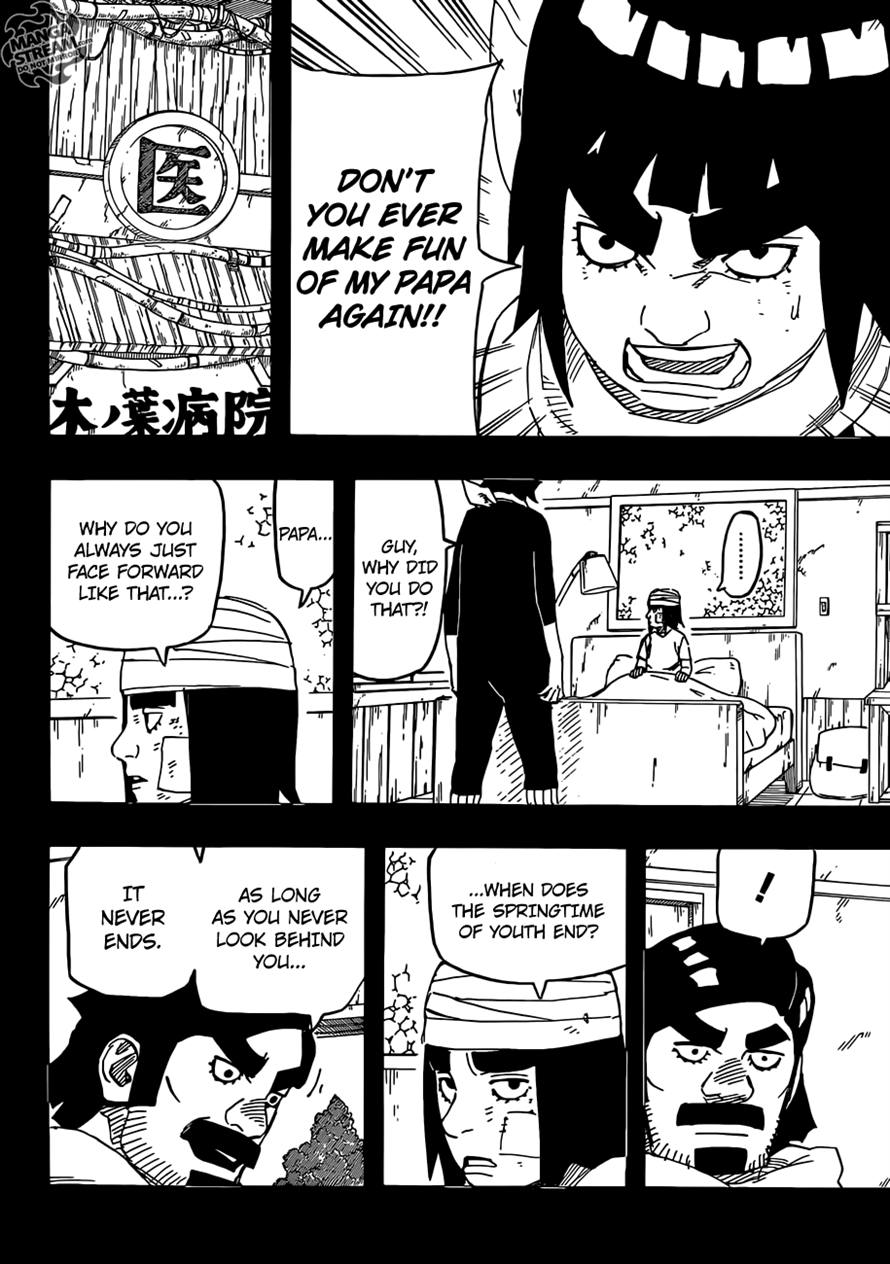 DON'T
YOU EVER
MAKE FUN
OF MY PAPA
AGAIN!!
MANGA
STREAM
医
木ノ葉病院
..........
GUY,
WHY DID
YOU DO
THAT?!
PAPA...
WHY DO YOU
ALWAYS JUST
FACE FORWARD
LIKE THAT...?
!
...WHEN DOES
THE SPRINGTIME
OF YOUTH END?
AS LONG
AS YOU NEVER
LOOK BEHIND
YOU...
IT
NEVER
ENDS.